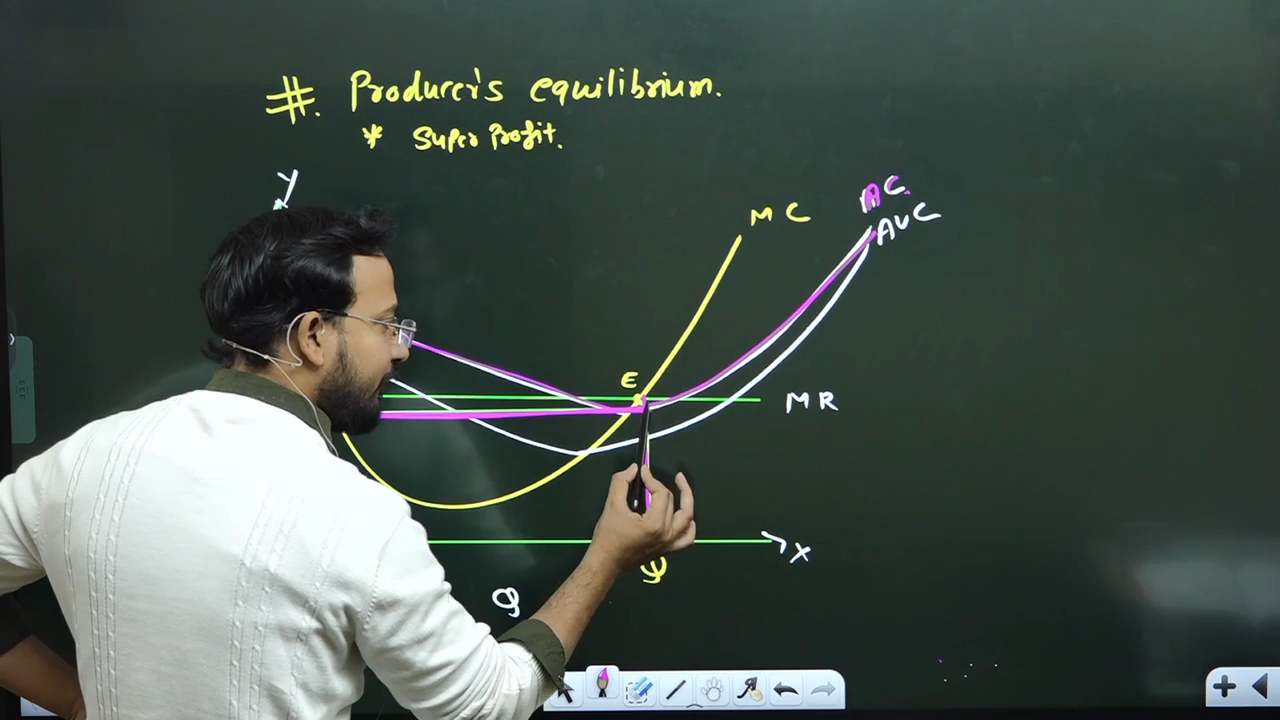 #. Producer's equilibrium.
* Super Profit.
Y
AC.
MC
AVC
E
MR
X
Q